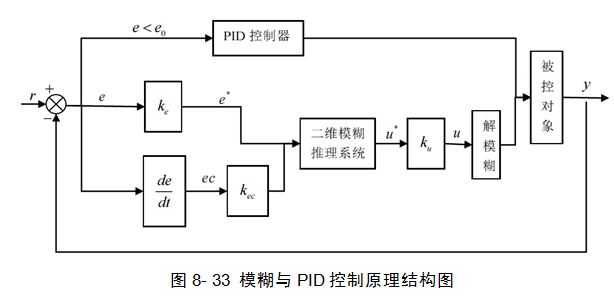 e < e₀
PID 控制器
r
+
−
e
kₑ
e*
de
dt
ec
kₑc
二维模糊
推理系统
u*
kᵤ
u
解模糊
被控对象
y
图 8- 33 模糊与 PID 控制原理结构图